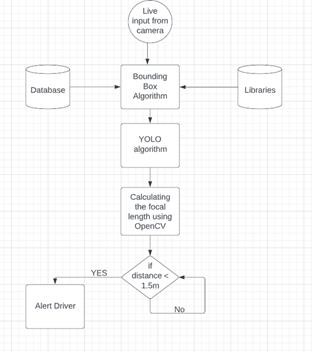 Live
input from
camera
Database
Bounding
Box
Algorithm
Libraries
YOLO
algorithm
Calculating
the focal
length using
OpenCV
if
distance <
1.5m
YES
No
Alert Driver